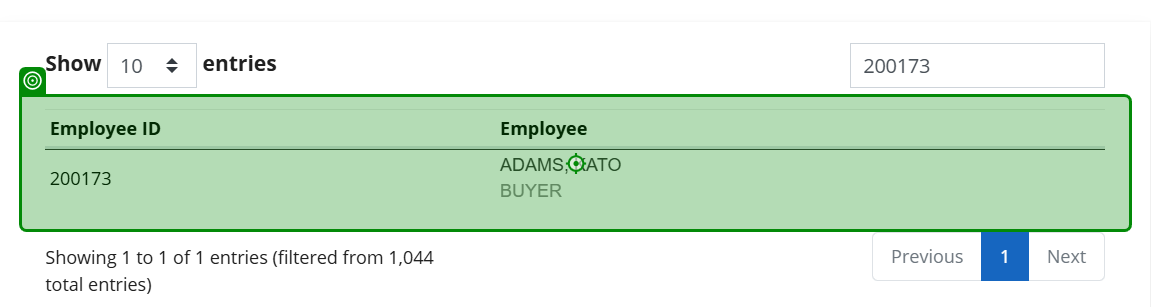 Show 10 entries
200173
Employee ID Employee
200173
ADAMS; ATO
BUYER
Showing 1 to 1 of 1 entries (filtered from 1,044
total entries)
Previous 1 Next